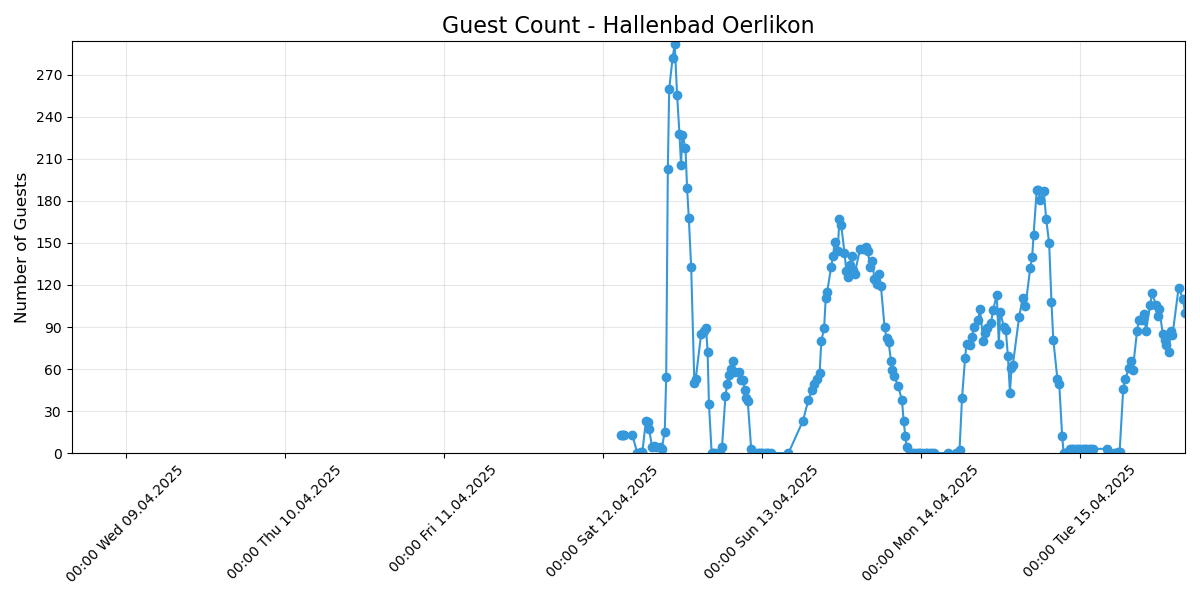 Guest Count - Hallenbad Oerlikon
Number of Guests
270
240
210
180
150
120
90
60
30
0
00:00 Wed 09.04.2025
00:00 Thu 10.04.2025
00:00 Fri 11.04.2025
00:00 Sat 12.04.2025
00:00 Sun 13.04.2025
00:00 Mon 14.04.2025
00:00 Tue 15.04.2025